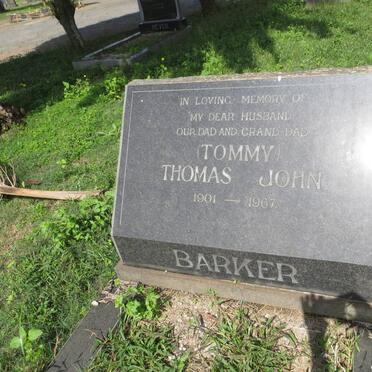 IN LOVING MEMORY OF
MY DEAR HUSBAND
OUR DAD AND GRAND-DAD
(TOMMY)
THOMAS JOHN
1901 — 1967
BARKER